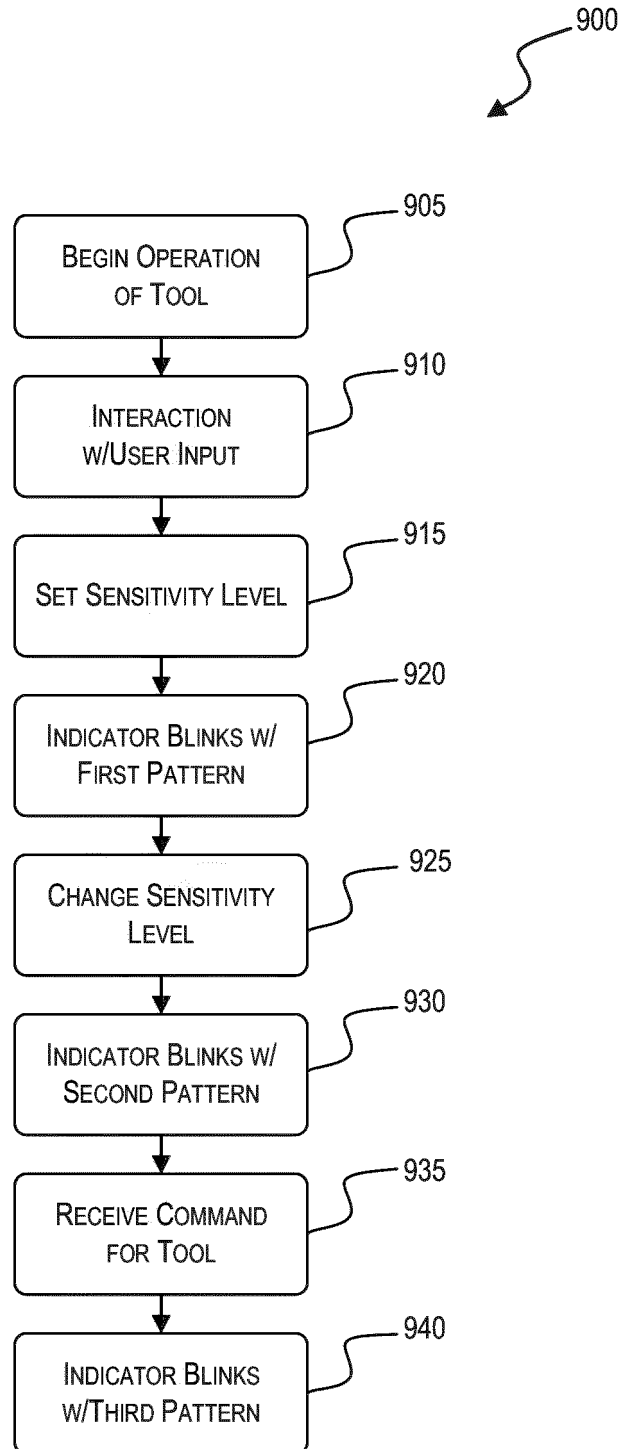 900
905
BEGIN OPERATION
OF TOOL
910
INTERACTION
W/USER INPUT
915
SET SENSITIVITY LEVEL
920
INDICATOR BLINKS W/
FIRST PATTERN
925
CHANGE SENSITIVITY
LEVEL
930
INDICATOR BLINKS W/
SECOND PATTERN
935
RECEIVE COMMAND
FOR TOOL
940
INDICATOR BLINKS
W/THIRD PATTERN